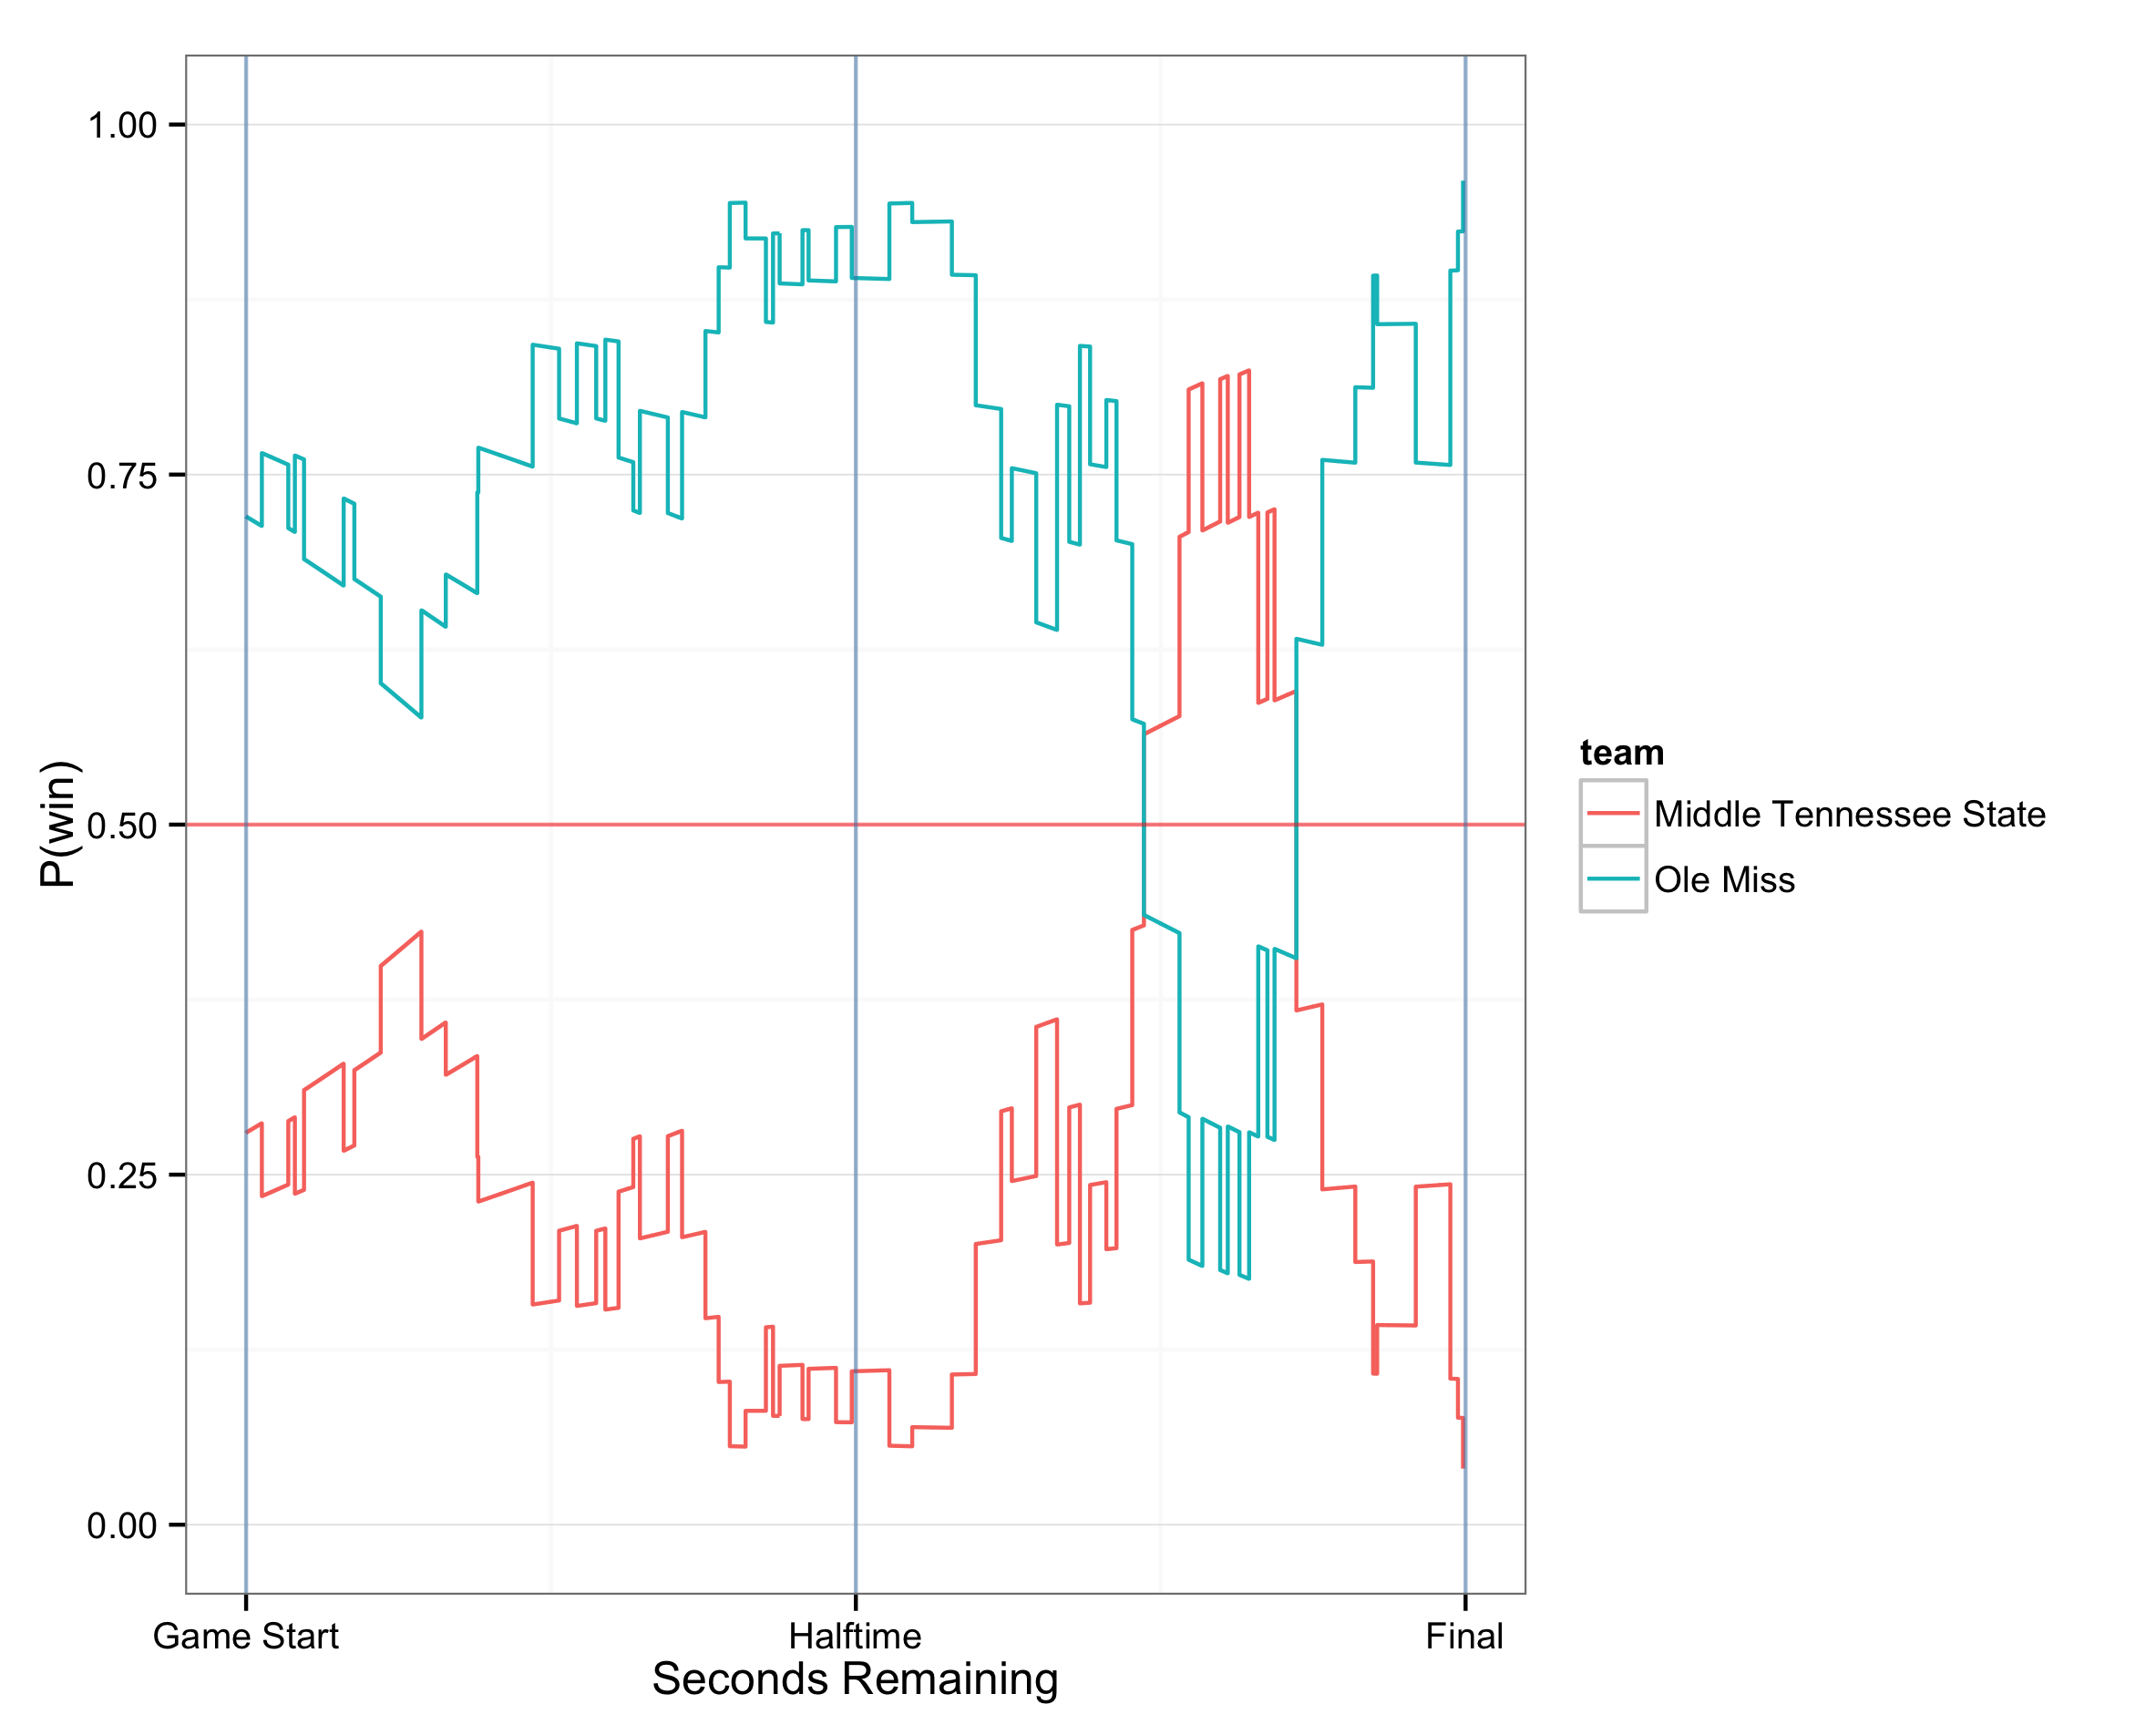 P(win)
1.00
0.75
0.50
0.25
0.00
Game Start
Halftime
Final
Seconds Remaining
team
Middle Tennessee State
Ole Miss